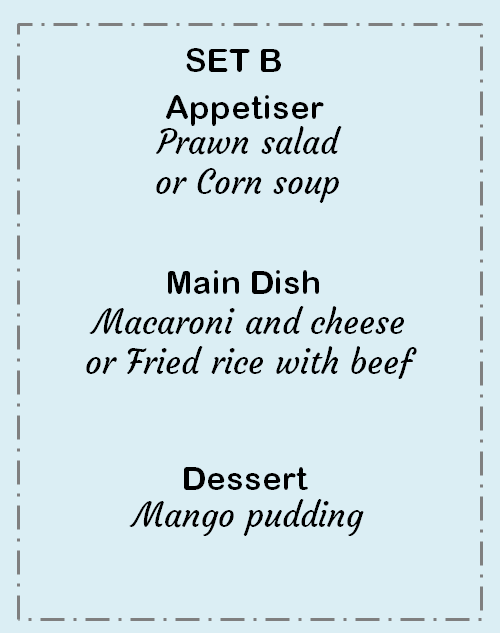 SET B
Appetiser
Prawn salad
or Corn soup
Main Dish
Macaroni and cheese
or Fried rice with beef
Dessert
Mango pudding